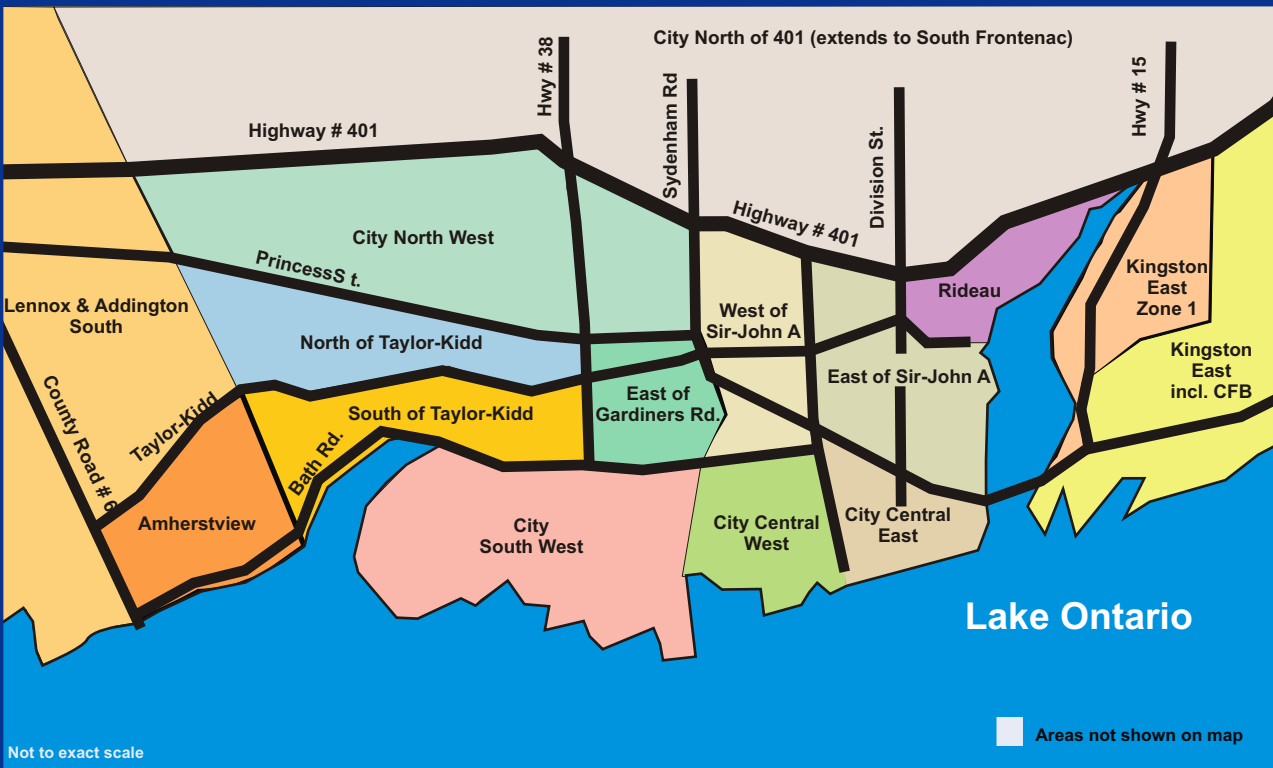 City North of 401 (extends to South Frontenac)
Hwy # 38
Sydenham Rd
Division St.
Hwy # 15
Highway # 401
Highway # 401
City North West
PrincessS t.
Lennox & Addington
South
North of Taylor-Kidd
West of
Sir-John A
Rideau
Kingston
East
Zone 1
Kingston
East
incl. CFB
East of Sir-John A
East of
Gardiners Rd.
South of Taylor-Kidd
Taylor-Kidd
County Road # 6
Bath Rd.
Amherstview
City
South West
City Central
West
City Central
East
Lake Ontario
Areas not shown on map
Not to exact scale